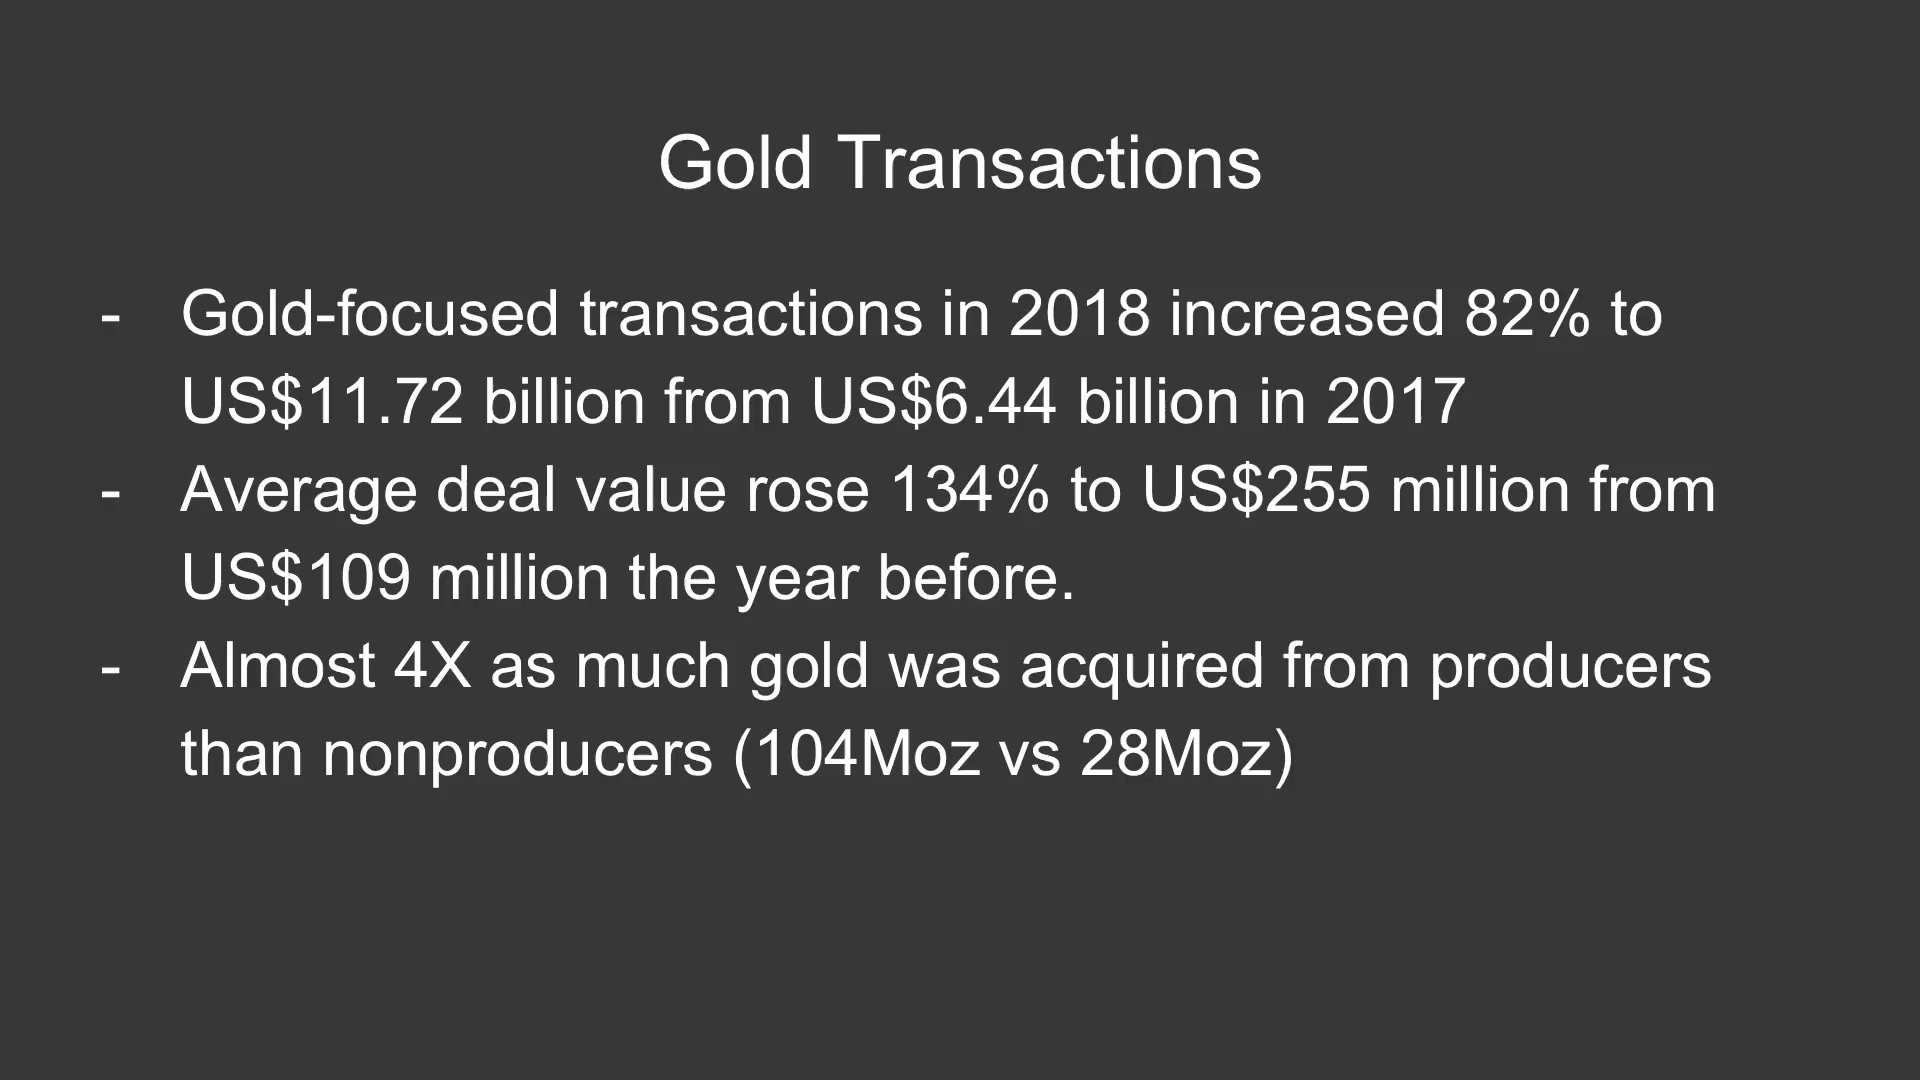 Gold Transactions
- Gold-focused transactions in 2018 increased 82% to
US$11.72 billion from US$6.44 billion in 2017
- Average deal value rose 134% to US$255 million from
US$109 million the year before.
- Almost 4X as much gold was acquired from producers
than nonproducers (104Moz vs 28Moz)